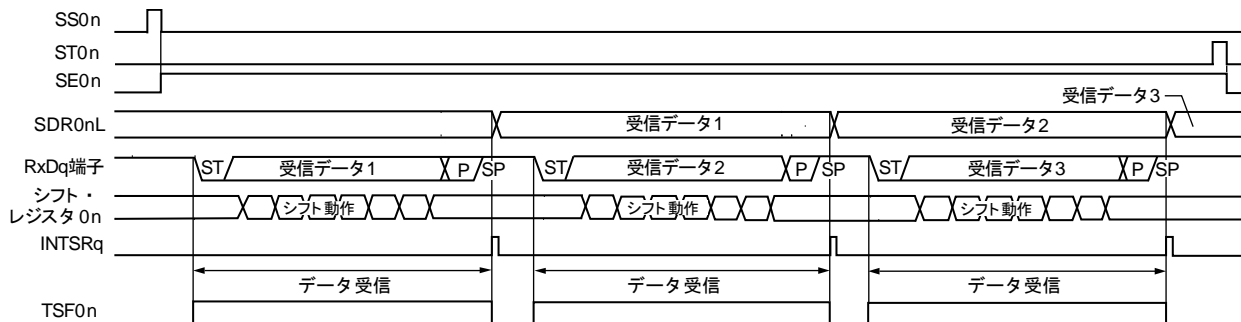 SS0n
ST0n
SE0n
受信データ3
SDR0nL
受信データ1
受信データ2
RxDq端子
ST
受信データ1
P
SP
ST
受信データ2
P
SP
ST
受信データ3
P
SP
シフト・
レジスタ0n
シフト動作
シフト動作
シフト動作
INTSRq
データ受信
データ受信
データ受信
TSF0n